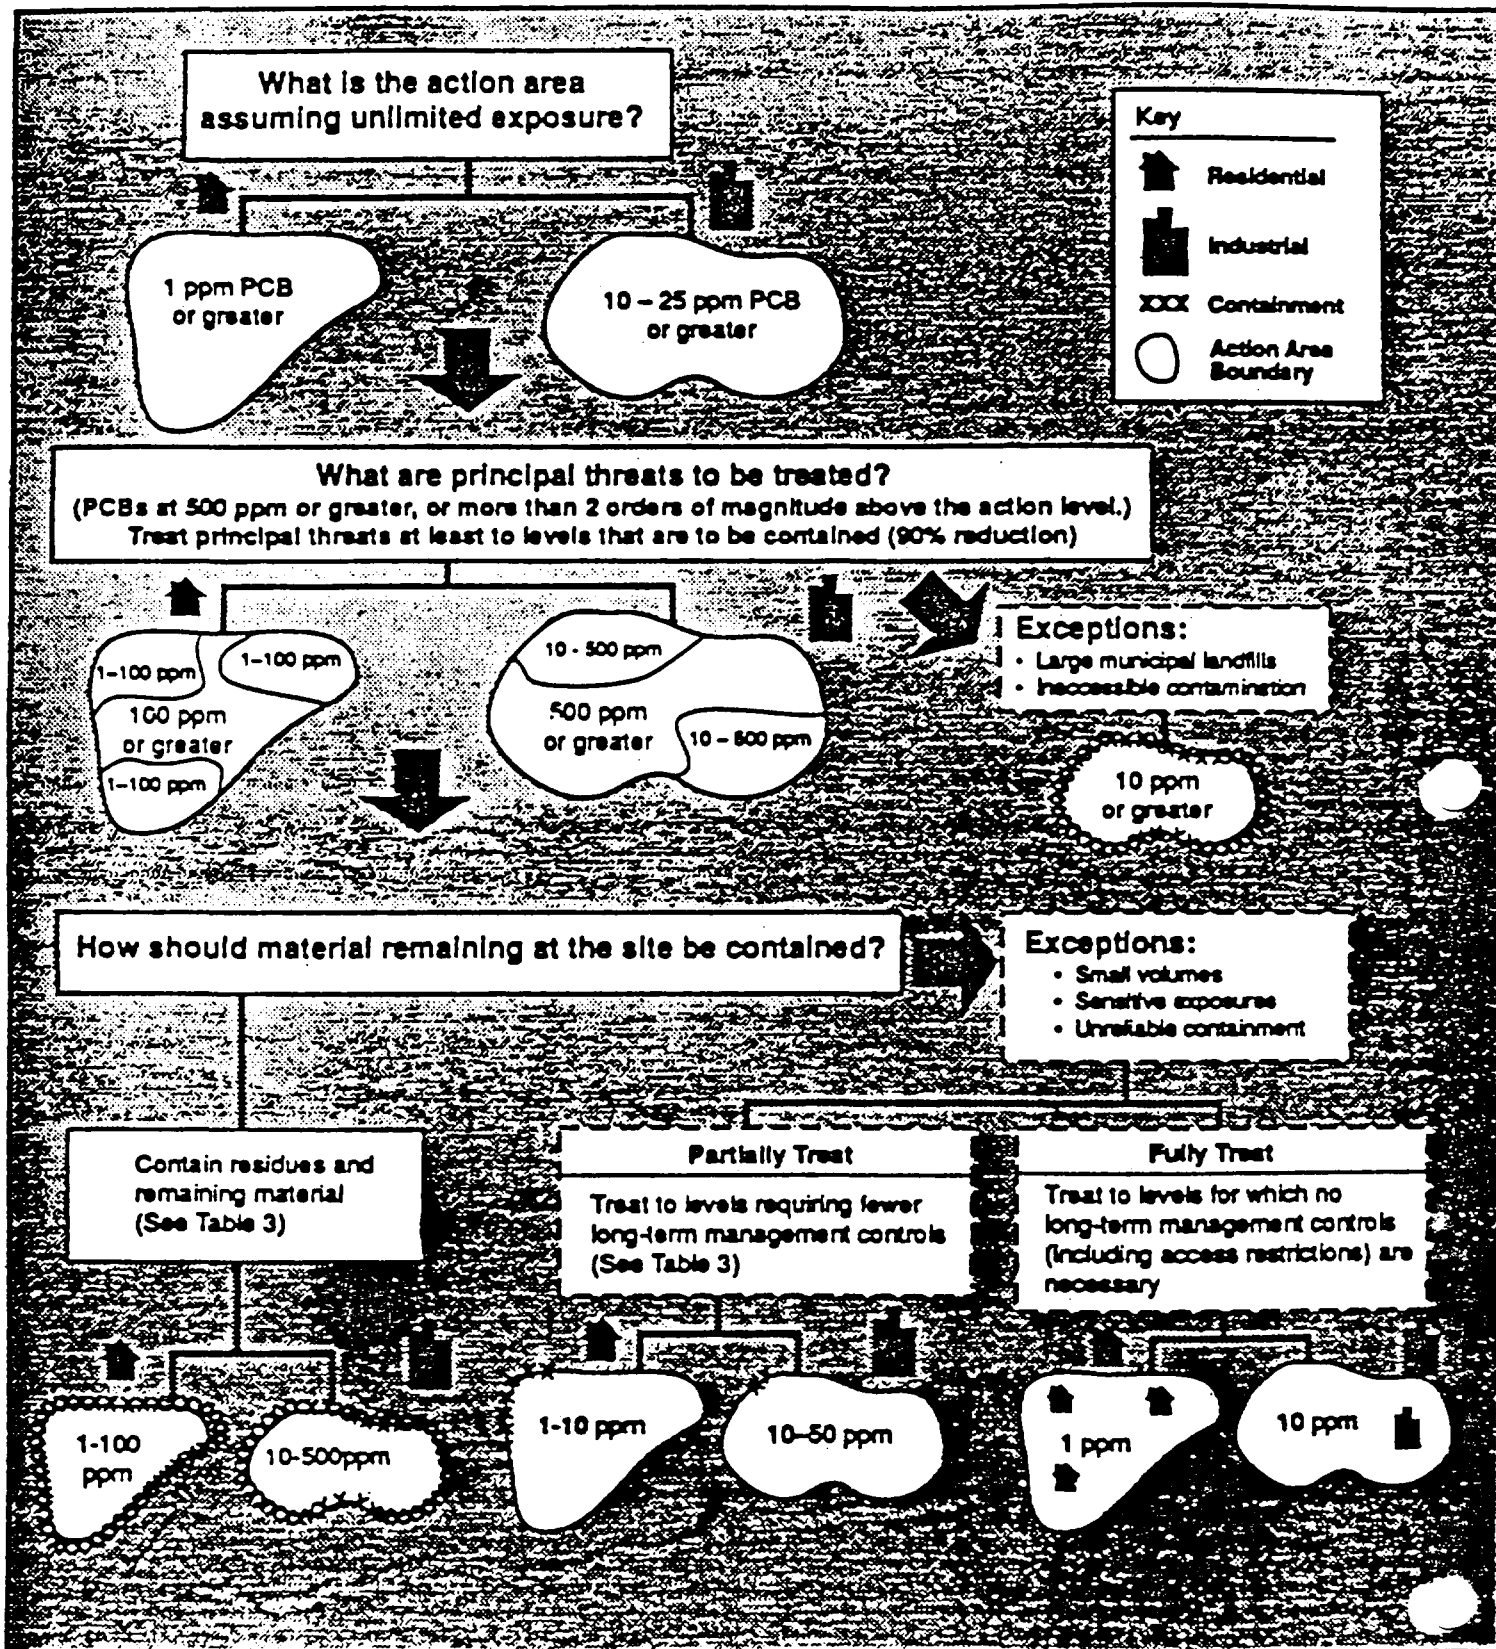 What is the action area
assuming unlimited exposure?
Key
Residential
Industrial
XXX Containment
Action Area
Boundary
1 ppm PCB
or greater
10 – 25 ppm PCB
or greater
What are principal threats to be treated?
(PCBs at 500 ppm or greater, or more than 2 orders of magnitude above the action level.)
Treat principal threats at least to levels that are to be contained (90% reduction)
1–100 ppm
1–100 ppm
100 ppm
or greater
1–100 ppm
10 - 500 ppm
500 ppm
or greater
10 – 500 ppm
Exceptions:
• Large municipal landfills
• Inaccessible contamination
10 ppm
or greater
How should material remaining at the site be contained?
Exceptions:
• Small volumes
• Sensitive exposures
• Unreliable containment
Contain residues and
remaining material
(See Table 3)
Partially Treat
Treat to levels requiring fewer
long-term management controls
(See Table 3)
Fully Treat
Treat to levels for which no
long-term management controls
(including access restrictions) are
necessary
1-100
ppm
10-500ppm
1-10 ppm
10–50 ppm
1 ppm
10 ppm